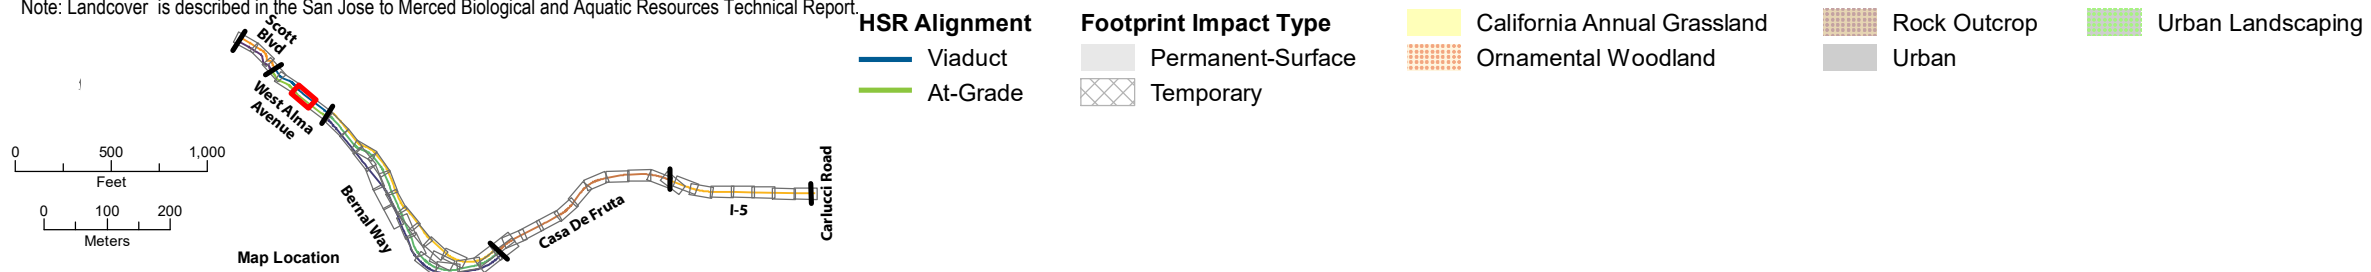 Note: Landcover  is described in the San Jose to Merced Biological and Aquatic Resources Technical Report.
Scott
Blvd
West Alma
Avenue
0 500 1,000
Feet
0 100 200
Meters
Bernal Way
Casa De Fruta
I-5
Carlucci Road
Map Location
HSR Alignment
Viaduct
At-Grade
Footprint Impact Type
Permanent-Surface
Temporary
California Annual Grassland
Ornamental Woodland
Rock Outcrop
Urban
Urban Landscaping